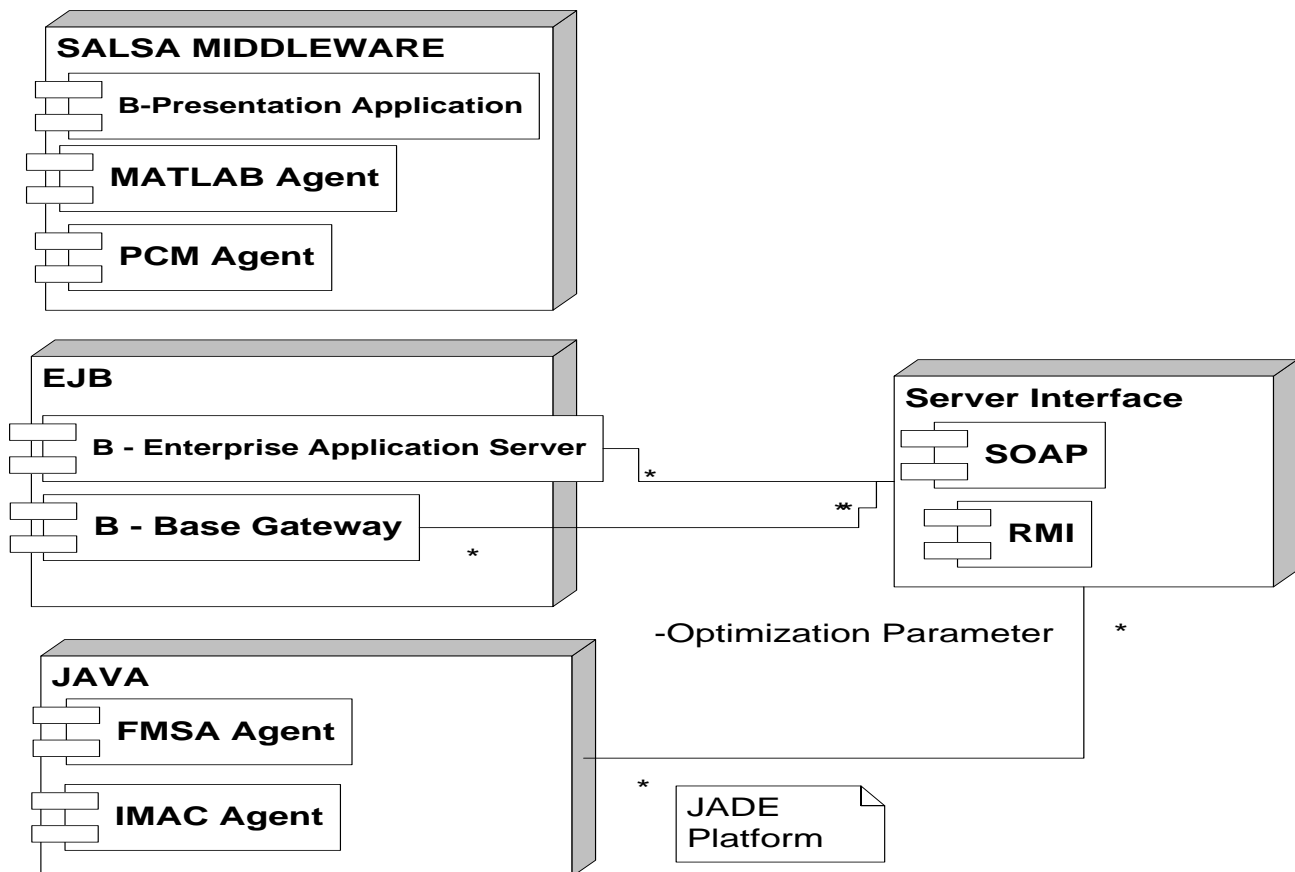 SALSA MIDDLEWARE
B-Presentation Application
MATLAB Agent
PCM Agent
EJB
B - Enterprise Application Server
*
B - Base Gateway
*
**
Server Interface
SOAP
RMI
-Optimization Parameter
*
JAVA
FMSA Agent
IMAC Agent
*
JADE
Platform